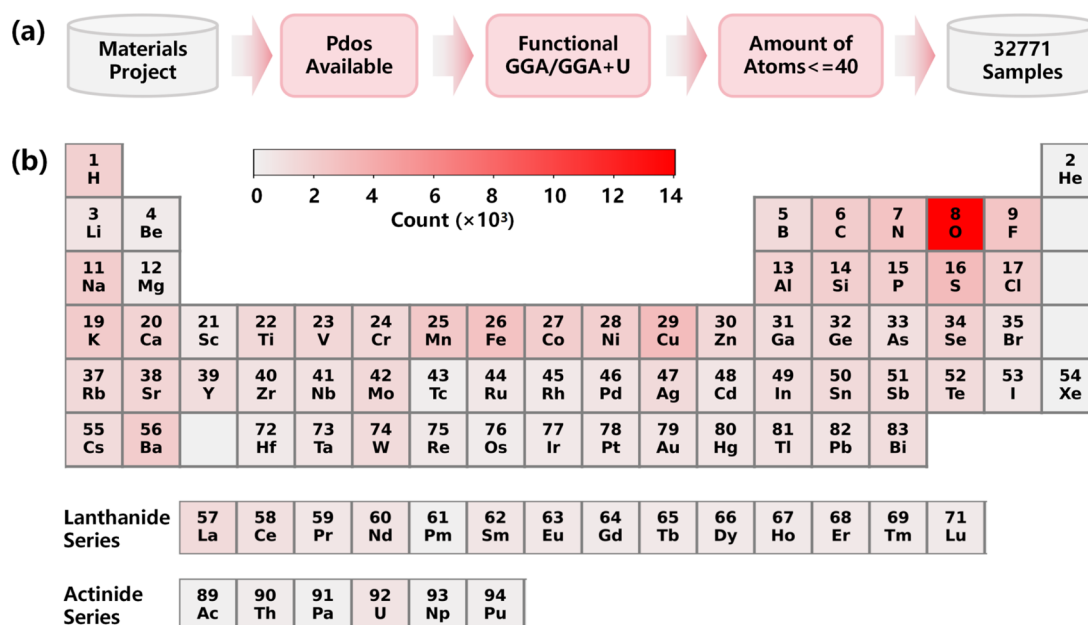 (a)
Materials
Project
Pdos
Available
Functional
GGA/GGA+U
Amount of
Atoms<=40
32771
Samples
(b)
0 2 4 6 8 10 12 14
Count (×10³)
1 2
H He
3 4 5 6 7 8 9
Li Be B C N O F
11 12 13 14 15 16 17
Na Mg Al Si P S Cl
19 20 21 22 23 24 25 26 27 28 29 30 31 32 33 34 35
K Ca Sc Ti V Cr Mn Fe Co Ni Cu Zn Ga Ge As Se Br
37 38 39 40 41 42 43 44 45 46 47 48 49 50 51 52 53 54
Rb Sr Y Zr Nb Mo Tc Ru Rh Pd Ag Cd In Sn Sb Te I Xe
55 56 72 73 74 75 76 77 78 79 80 81 82 83
Cs Ba Hf Ta W Re Os Ir Pt Au Hg Tl Pb Bi
Lanthanide
Series
57 58 59 60 61 62 63 64 65 66 67 68 69 71
La Ce Pr Nd Pm Sm Eu Gd Tb Dy Ho Er Tm Lu
Actinide
Series
89 90 91 92 93 94
Ac Th Pa U Np Pu